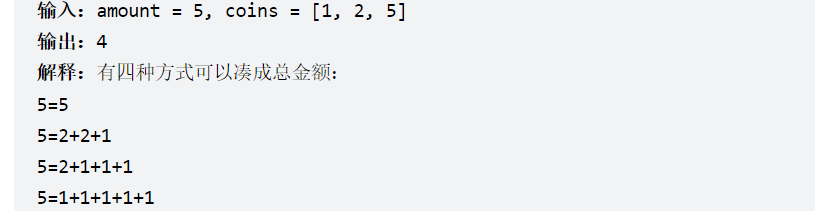 输入：amount = 5, coins = [1, 2, 5]
输出：4
解释：有四种方式可以凑成总金额：
5=5
5=2+2+1
5=2+1+1+1
5=1+1+1+1+1